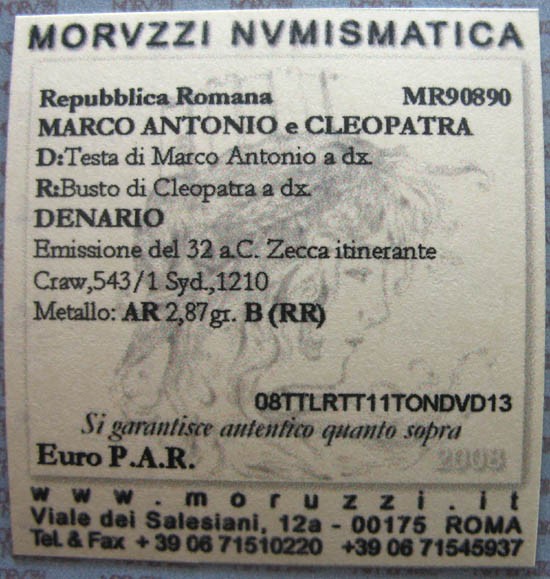 MORVZZI NVMISMATICA
Repubblica Romana MR90890
MARCO ANTONIO e CLEOPATRA
D:Testa di Marco Antonio a dx.
R:Busto di Cleopatra a dx.
DENARIO
Emissione del 32 a.C. Zecca itinerante
Craw,543/1 Syd.,1210
Metallo: AR 2,87gr. B (RR)
08TTLRTT11TONDVD13
Si garantisce autentico quanto sopra
Euro P.A.R. 2008
www.moruzzi.it
Viale dei Salesiani, 12a - 00175 ROMA
Tel. & Fax + 39 06 71510220 +39 06 71545937